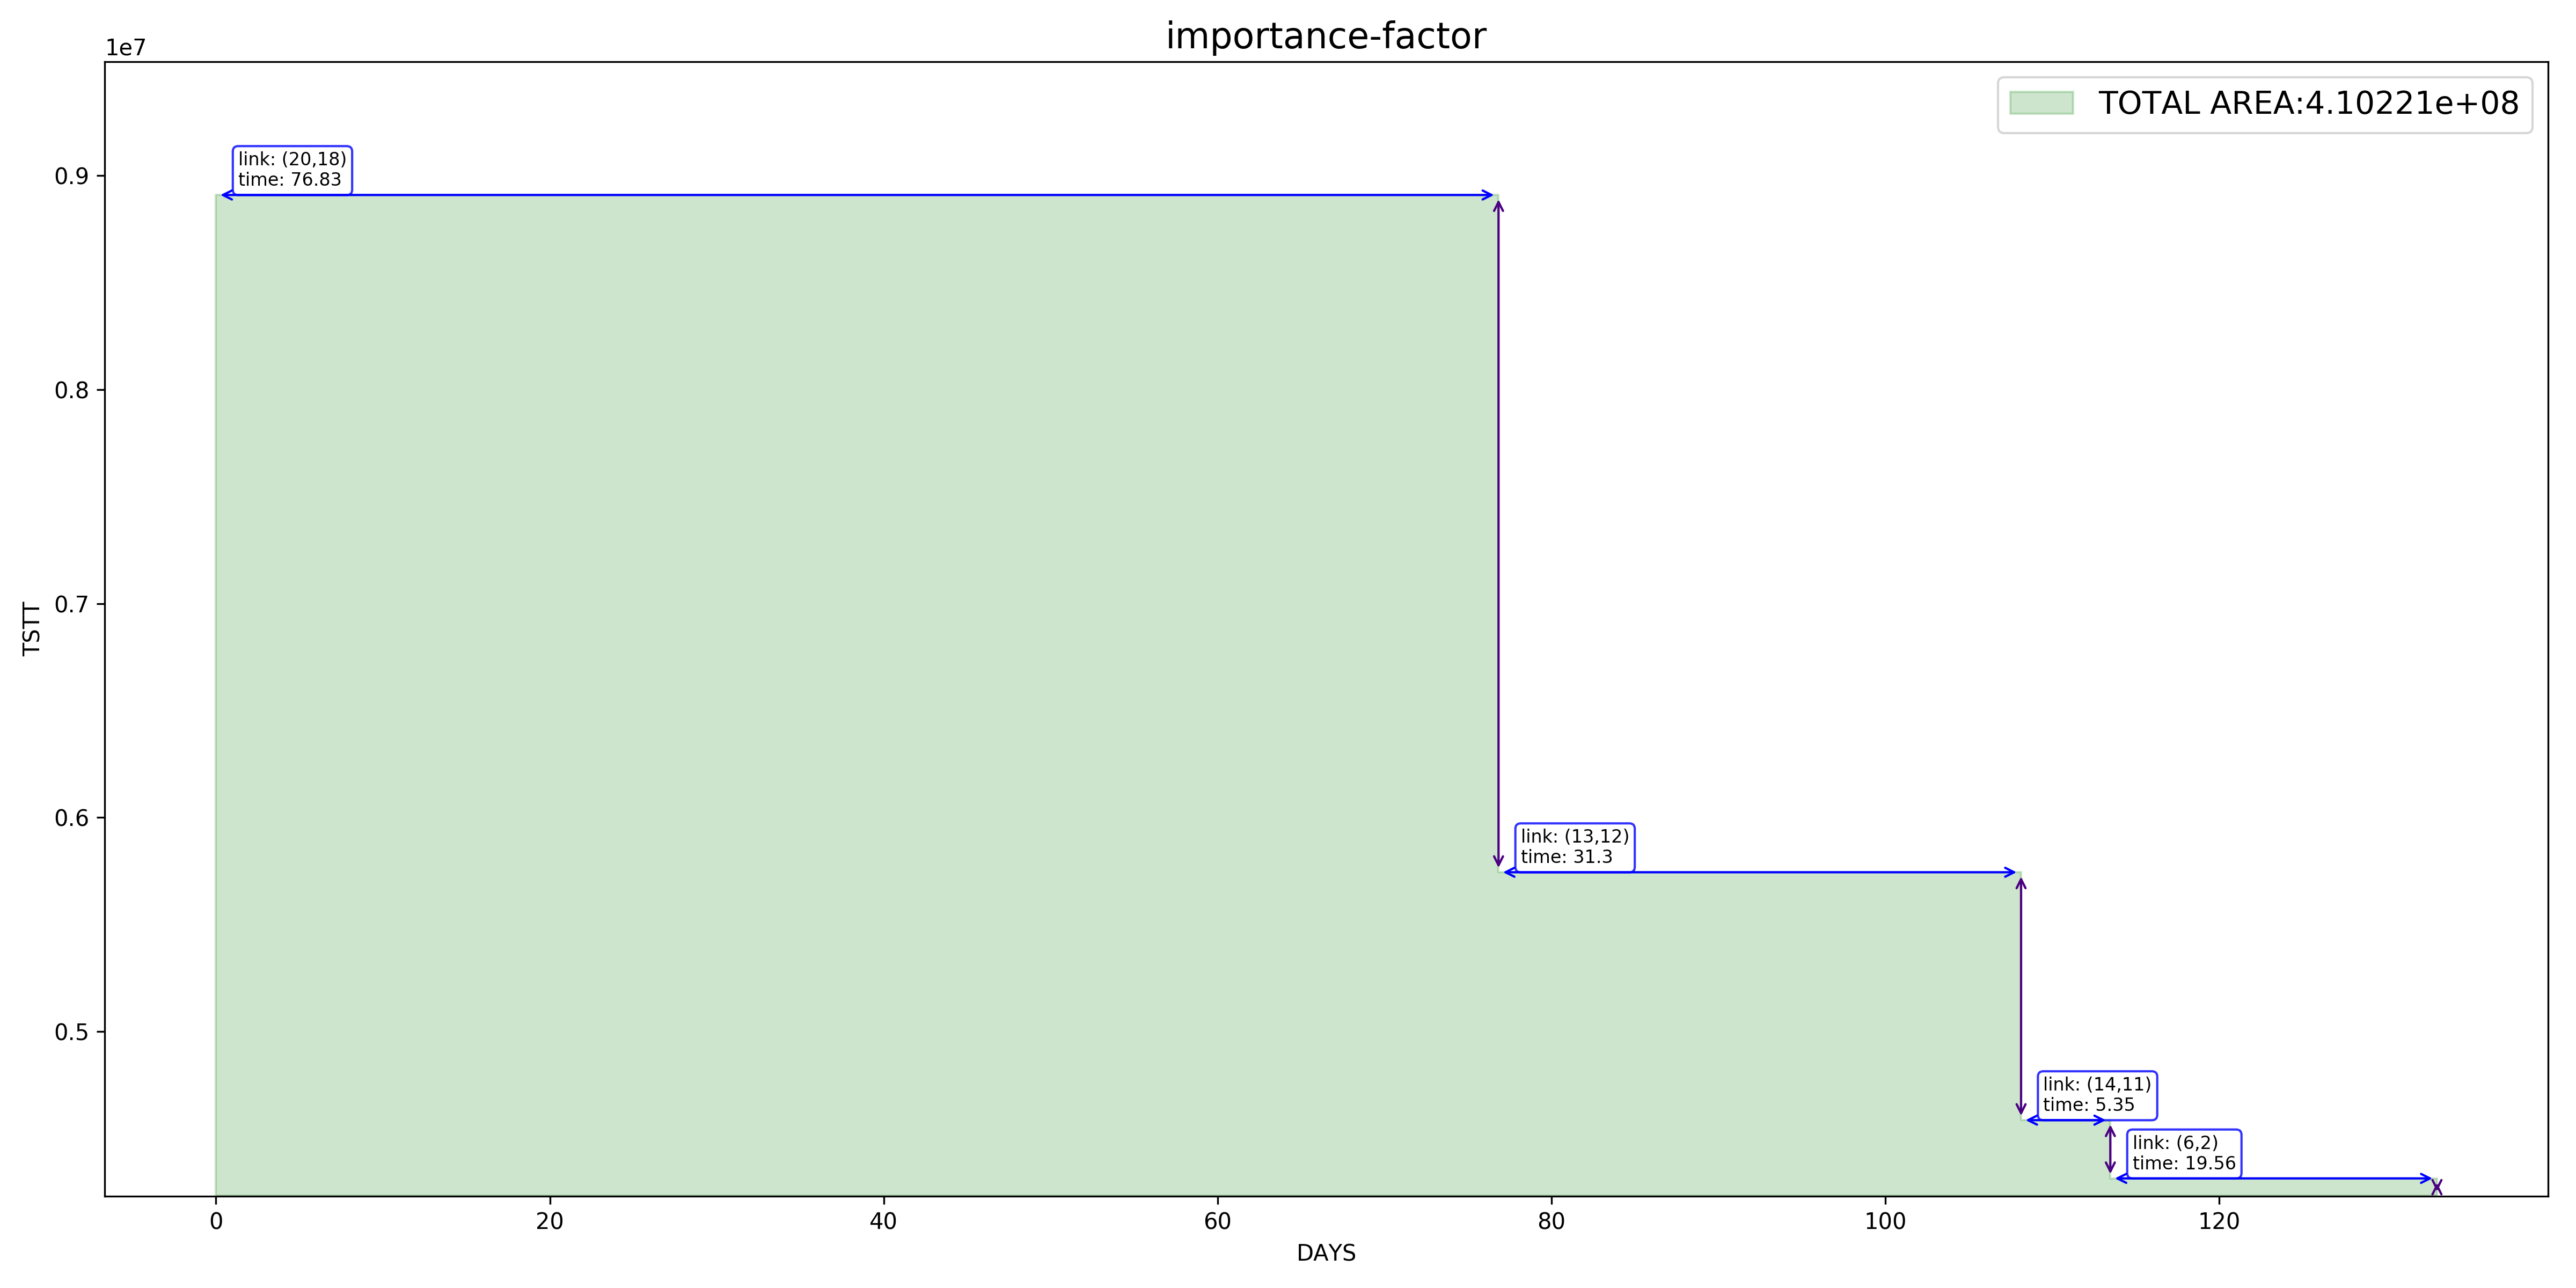 importance-factor
1e7
TOTAL AREA:4.10221e+08
link: (20,18)
time: 76.83
0.9
0.8
0.7
0.6
0.5
TSTT
link: (13,12)
time: 31.3
link: (14,11)
time: 5.35
link: (6,2)
time: 19.56
0 20 40 60 80 100 120
DAYS